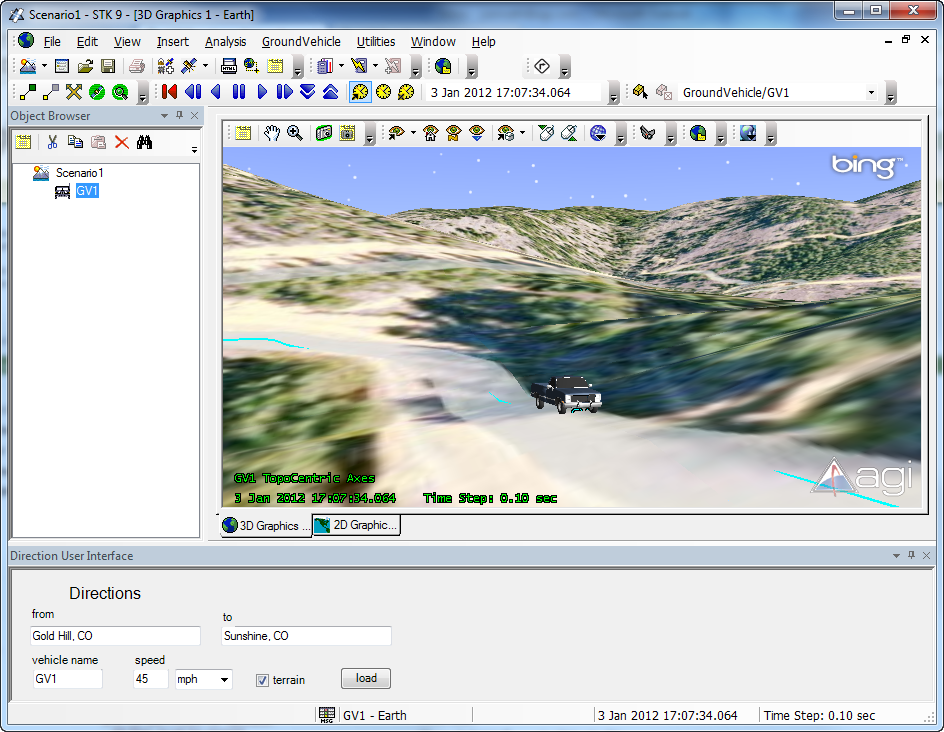 Scenario1 - STK 9 - [3D Graphics 1 - Earth]
File Edit View Insert Analysis GroundVehicle Utilities Window Help
3 Jan 2012 17:07:34.064 GroundVehicle/GV1
Object Browser
Scenario1
GV1
bing™
agi
GV1 TopoCentric Axes
3 Jan 2012 17:07:34.064 Time Step: 0.10 sec
3D Graphics ... 2D Graphic...
Direction User Interface
Directions
from to
Gold Hill, CO Sunshine, CO
vehicle name speed
GV1 45 mph terrain load
MSG GV1 - Earth 3 Jan 2012 17:07:34.064 Time Step: 0.10 sec